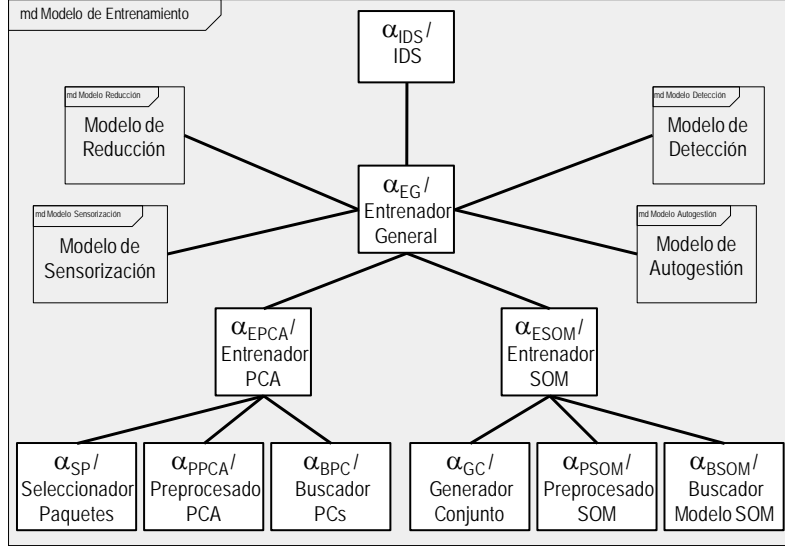 md Modelo de Entrenamiento
αIDS/
IDS
md Modelo Reducción
Modelo de
Reducción
md Modelo Detección
Modelo de
Detección
αEG/
Entrenador
General
md Modelo Sensorización
Modelo de
Sensorización
md Modelo Autogestión
Modelo de
Autogestión
αEPCA/
Entrenador
PCA
αESOM/
Entrenador
SOM
αSP/
Seleccionador
Paquetes
αPPCA/
Preprocesado
PCA
αBPC/
Buscador
PCs
αGC/
Generador
Conjunto
αPSOM/
Preprocesado
SOM
αBSOM/
Buscador
Modelo SOM